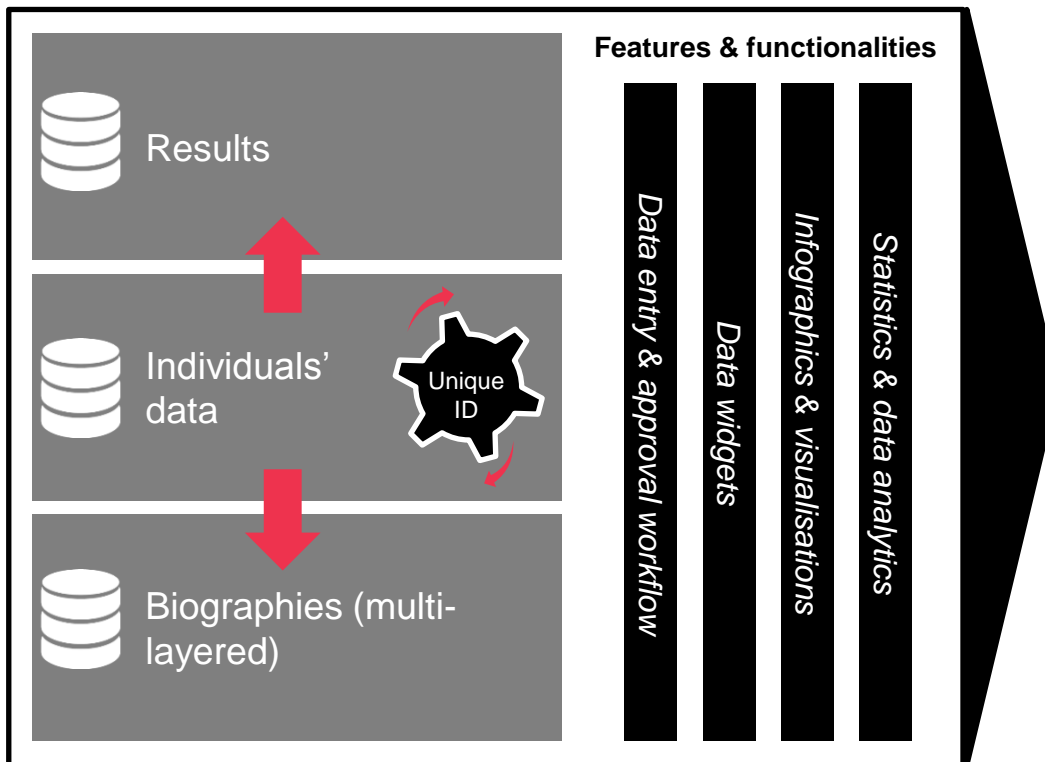 Features & functionalities
Results
Individuals’
data
Unique
ID
Biographies (multi-
layered)
Data entry & approval workflow
Data widgets
Infographics & visualisations
Statistics & data analytics